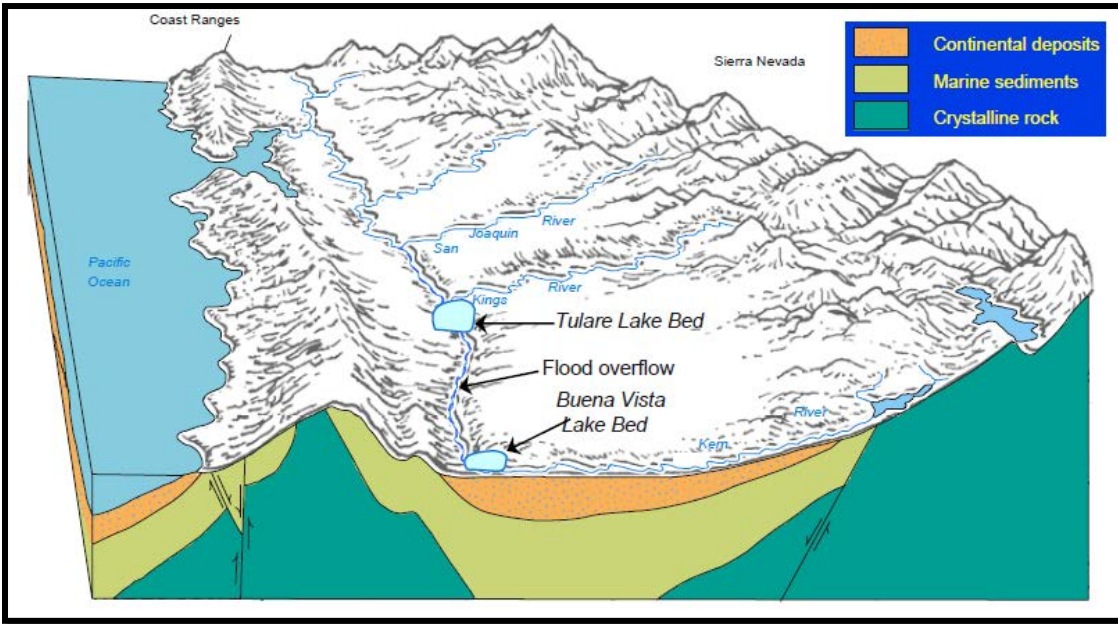 Coast Ranges
Sierra Nevada
Continental deposits
Marine sediments
Crystalline rock
Pacific
Ocean
San Joaquin River
Kings River
Tulare Lake Bed
Flood overflow
Buena Vista
Lake Bed
Kern River